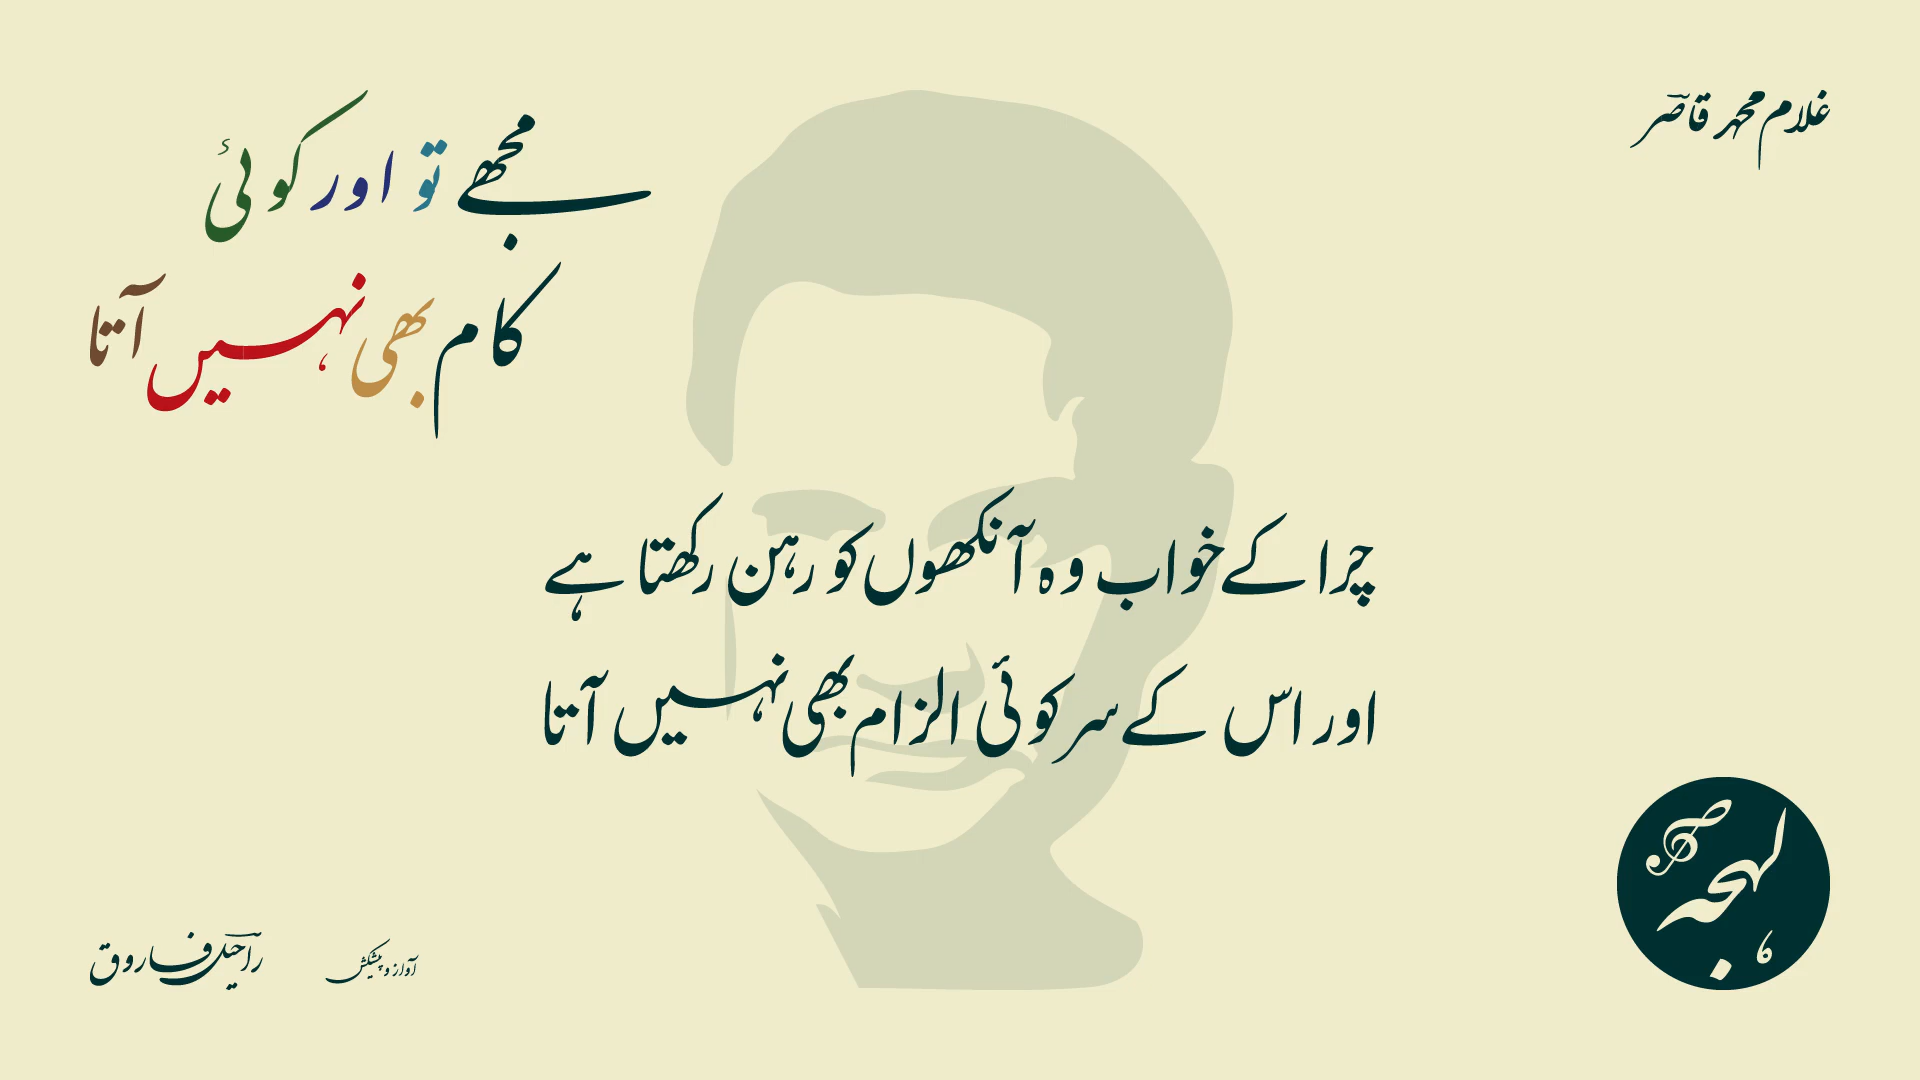 غلام محمد قاصر
مجھے تو اور کوئی
کام بھی نہیں آتا
چرا کے خواب وہ آنکھوں کو رہن رکھتا ہے
اور اس کے سر کوئی الزام بھی نہیں آتا
لہجہ
آواز و پیشکش
راحیل فاروق